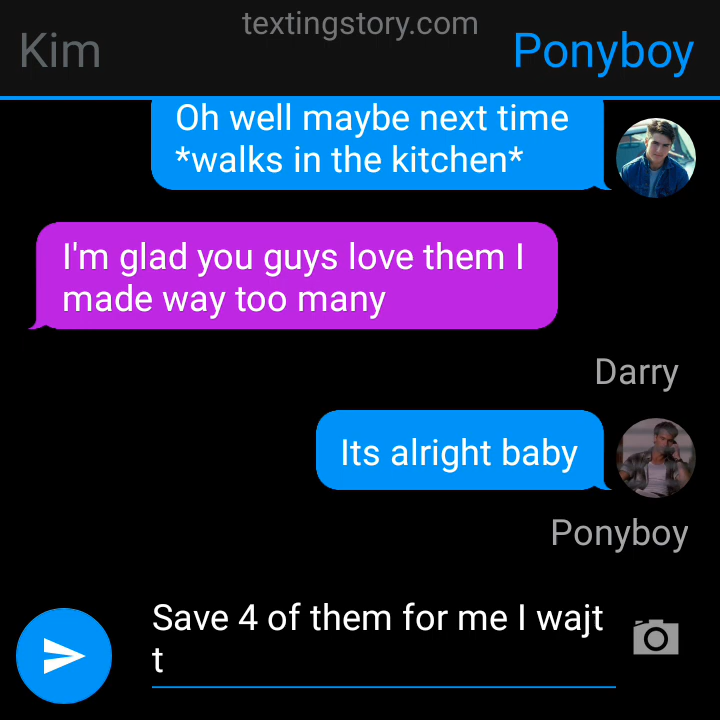 textingstory.com
Kim
Ponyboy
Oh well maybe next time
*walks in the kitchen*
I'm glad you guys love them I
made way too many
Darry
Its alright baby
Ponyboy
Save 4 of them for me I wajt
t